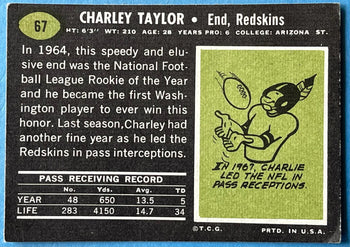 67
CHARLEY TAYLOR • End, Redskins
HT: 6'3" WT: 210 AGE: 28 YEARS PRO: 6 COLLEGE: ARIZONA ST.
In 1964, this speedy and elu-
sive end was the National Foot-
ball League Rookie of the Year
and he became the first Wash-
ington player to ever win this
honor. Last season, Charley had
another fine year as he led the
Redskins in pass interceptions.
PASS RECEIVING RECORD
NO. YDS. AVG. TD
YEAR 48 650 13.5 5
LIFE 283 4150 14.7 34
IN 1967, CHARLIE
LED THE NFL IN
PASS RECEPTIONS.
© T.C.G. PRTD. IN U.S.A.